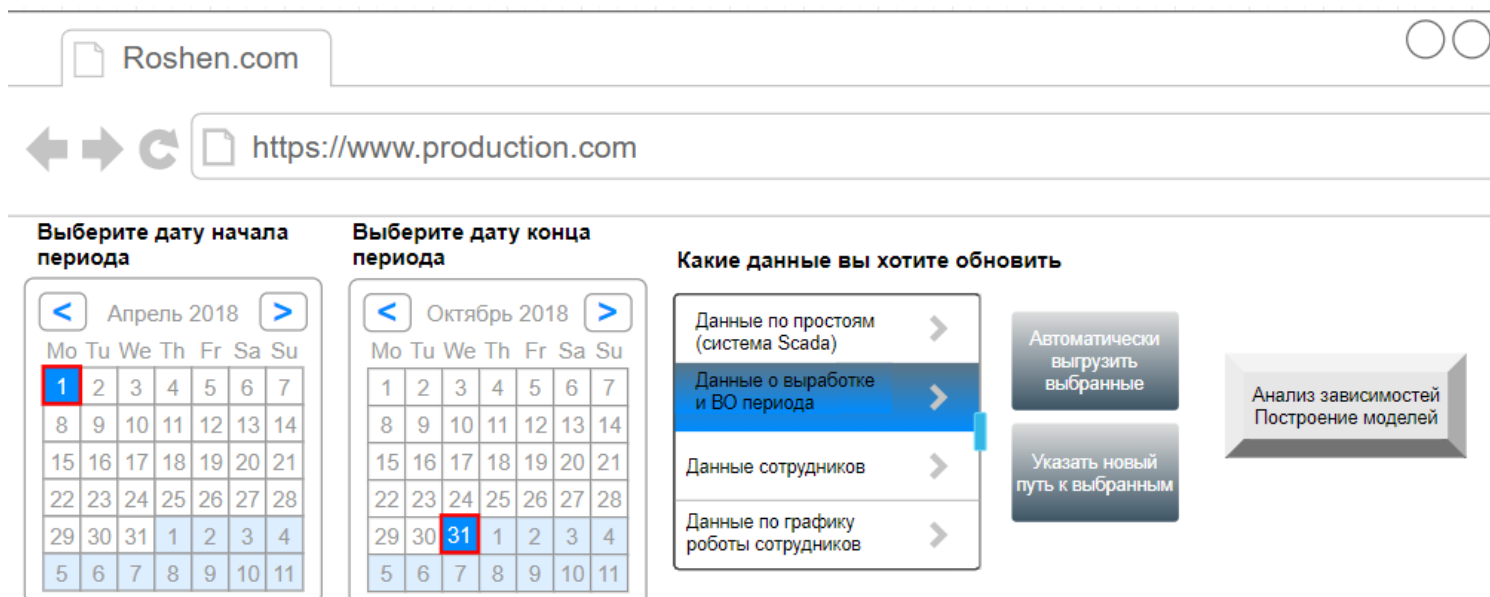 Roshen.com
https://www.production.com
Выберите дату начала
периода
Апрель 2018
Mo Tu We Th Fr Sa Su
1 2 3 4 5 6 7
8 9 10 11 12 13 14
15 16 17 18 19 20 21
22 23 24 25 26 27 28
29 30 31 1 2 3 4
5 6 7 8 9 10 11
Выберите дату конца
периода
Октябрь 2018
Mo Tu We Th Fr Sa Su
1 2 3 4 5 6 7
8 9 10 11 12 13 14
15 16 17 18 19 20 21
22 23 24 25 26 27 28
29 30 31 1 2 3 4
5 6 7 8 9 10 11
Какие данные вы хотите обновить
Данные по простоям
(система Scada)
Данные о выработке
и ВО периода
Данные сотрудников
Данные по графику
роботы сотрудников
Автоматически
выгрузить
выбранные
Указать новый
путь к выбранным
Анализ зависимостей
Построение моделей